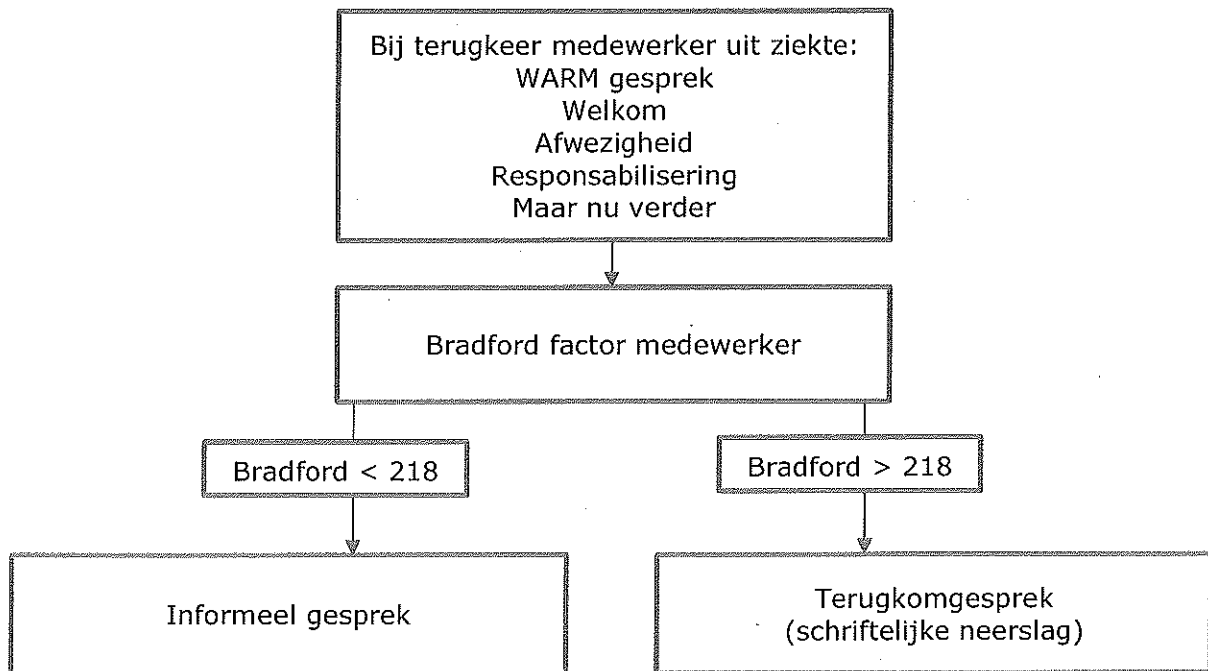 Bij terugkeer medewerker uit ziekte:
WARM gesprek
Welkom
Afwezigheid
Responsabilisering
Maar nu verder
Bradford factor medewerker
Bradford < 218
Bradford > 218
Informeel gesprek
Terugkomgesprek
(schriftelijke neerslag)